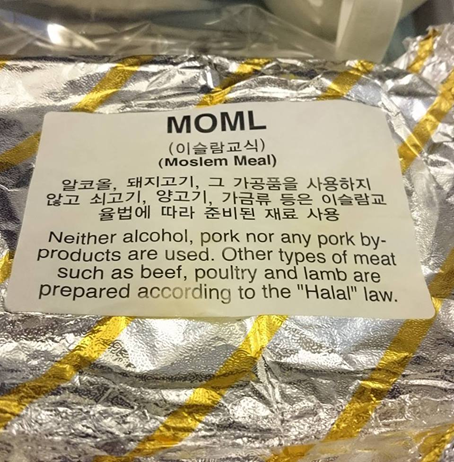 MOML
(이슬람교식)
(Moslem Meal)
알코올, 돼지고기, 그 가공품을 사용하지
않고 쇠고기, 양고기, 가금류 등은 이슬람교
율법에 따라 준비된 재료 사용
Neither alcohol, pork nor any pork by-
products are used. Other types of meat
such as beef, poultry and lamb are
prepared according to the "Halal" law.